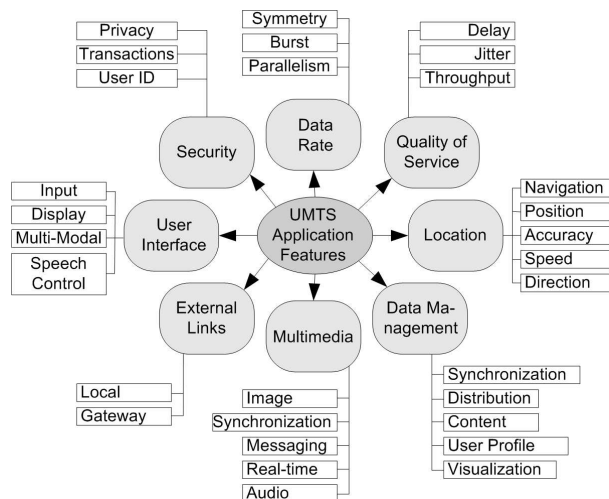 Privacy
Transactions
User ID
Symmetry
Burst
Parallelism
Delay
Jitter
Throughput
Security
Data
Rate
Quality of
Service
Input
Display
Multi-Modal
Speech
Control
User
Interface
UMTS
Application
Features
Location
Navigation
Position
Accuracy
Speed
Direction
External
Links
Multimedia
Data Ma-
nagement
Local
Gateway
Image
Synchronization
Messaging
Real-time
Audio
Synchronization
Distribution
Content
User Profile
Visualization